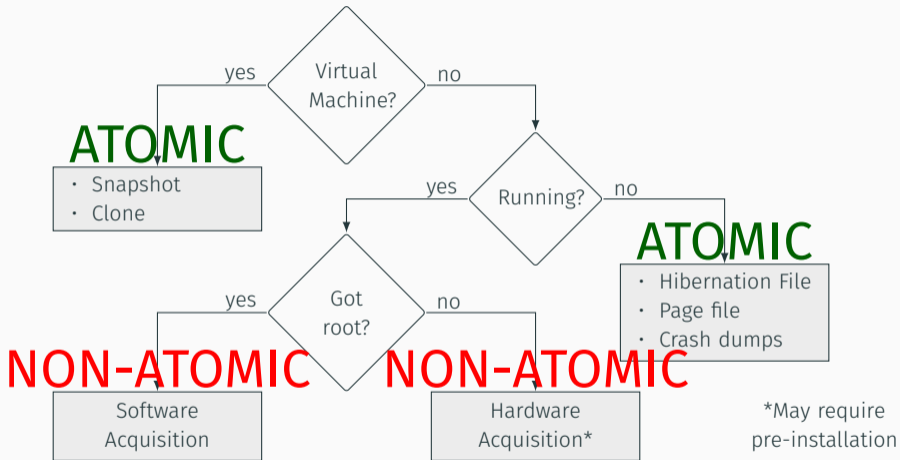 Virtual
Machine?
yes
no
ATOMIC
· Snapshot
· Clone
Running?
yes
no
ATOMIC
· Hibernation File
· Page file
· Crash dumps
Got
root?
yes
no
NON-ATOMIC
Software
Acquisition
NON-ATOMIC
Hardware
Acquisition*
*May require
pre-installation